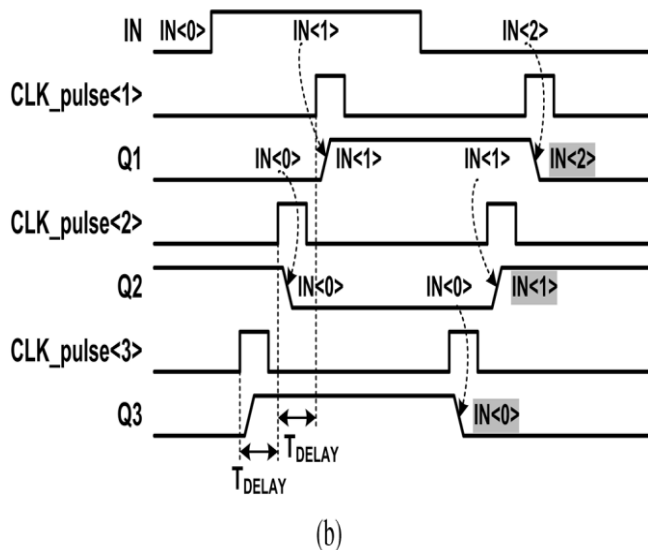 IN IN<0> IN<1> IN<2>
CLK_pulse<1>
Q1 IN<0> IN<1> IN<1> IN<2>
CLK_pulse<2>
Q2 IN<0> IN<0> IN<1>
CLK_pulse<3>
Q3 IN<0>
TDELAY
TDELAY
(b)